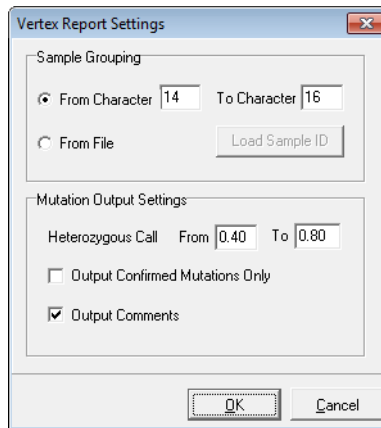 Vertex Report Settings
Sample Grouping
From Character 14 To Character 16
From File Load Sample ID
Mutation Output Settings
Heterozygous Call From 0.40 To 0.80
Output Confirmed Mutations Only
Output Comments
OK Cancel